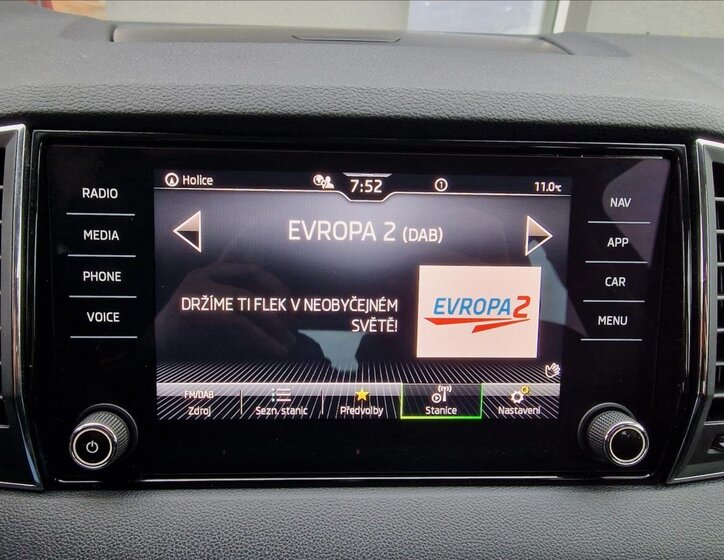 Holice
7:52
1
11.0°C
RADIO
MEDIA
PHONE
VOICE
NAV
APP
CAR
MENU
EVROPA 2 (DAB)
DRŽÍME TI FLEK V NEOBYČEJNÉM
SVĚTĚ!
EVROPA2
FM/DAB
Zdroj
Sezn. stanic
Předvolby
Stanice
Nastavení